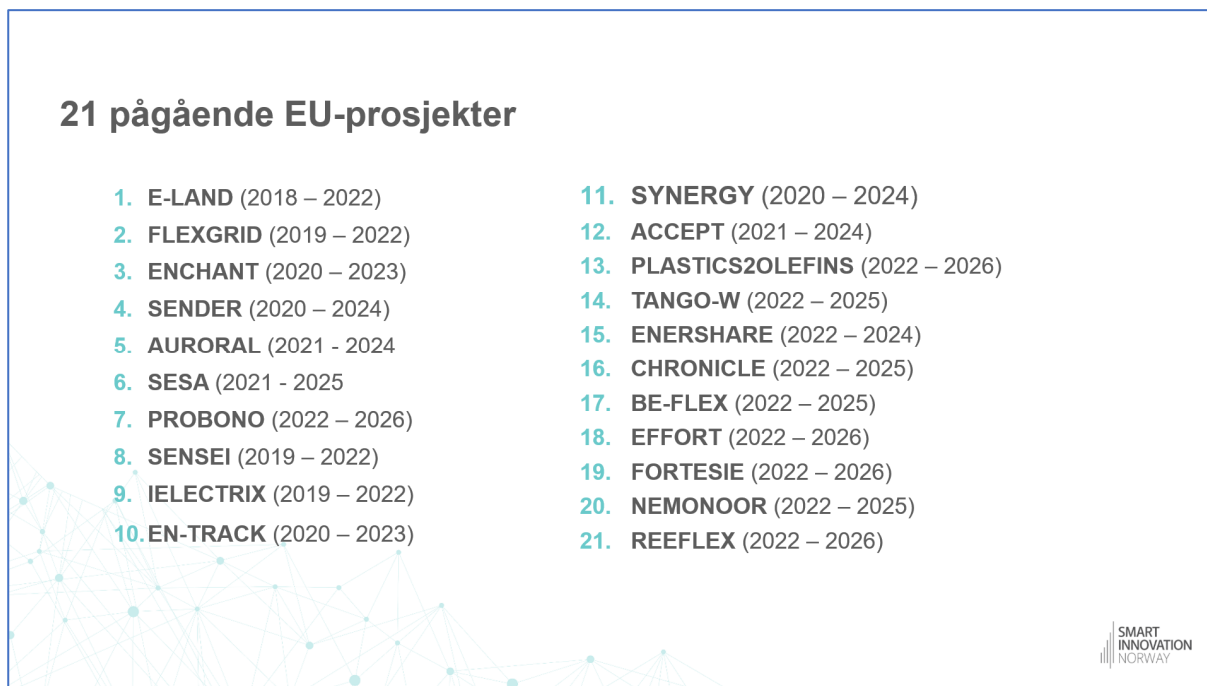 21 pågående EU-prosjekter
1. E-LAND (2018 – 2022)
2. FLEXGRID (2019 – 2022)
3. ENCHANT (2020 – 2023)
4. SENDER (2020 – 2024)
5. AURORAL (2021 - 2024
6. SESA (2021 - 2025
7. PROBONO (2022 – 2026)
8. SENSEI (2019 – 2022)
9. IELECTRIX (2019 – 2022)
10. EN-TRACK (2020 – 2023)
11. SYNERGY (2020 – 2024)
12. ACCEPT (2021 – 2024)
13. PLASTICS2OLEFINS (2022 – 2026)
14. TANGO-W (2022 – 2025)
15. ENERSHARE (2022 – 2024)
16. CHRONICLE (2022 – 2025)
17. BE-FLEX (2022 – 2025)
18. EFFORT (2022 – 2026)
19. FORTESIE (2022 – 2026)
20. NEMONOOR (2022 – 2025)
21. REEFLEX (2022 – 2026)
SMART
INNOVATION
NORWAY